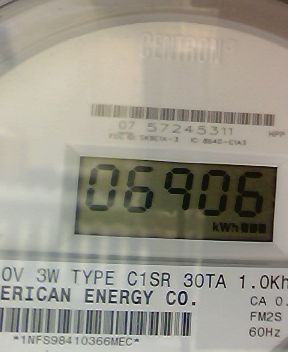 CENTRON®
07 57245311
06906
kWh
0V 3W TYPE C1SR 30TA 1.0Kh
ERICAN ENERGY CO.
CA 0.
FM2S
60Hz
*1NFS98410366MEC*